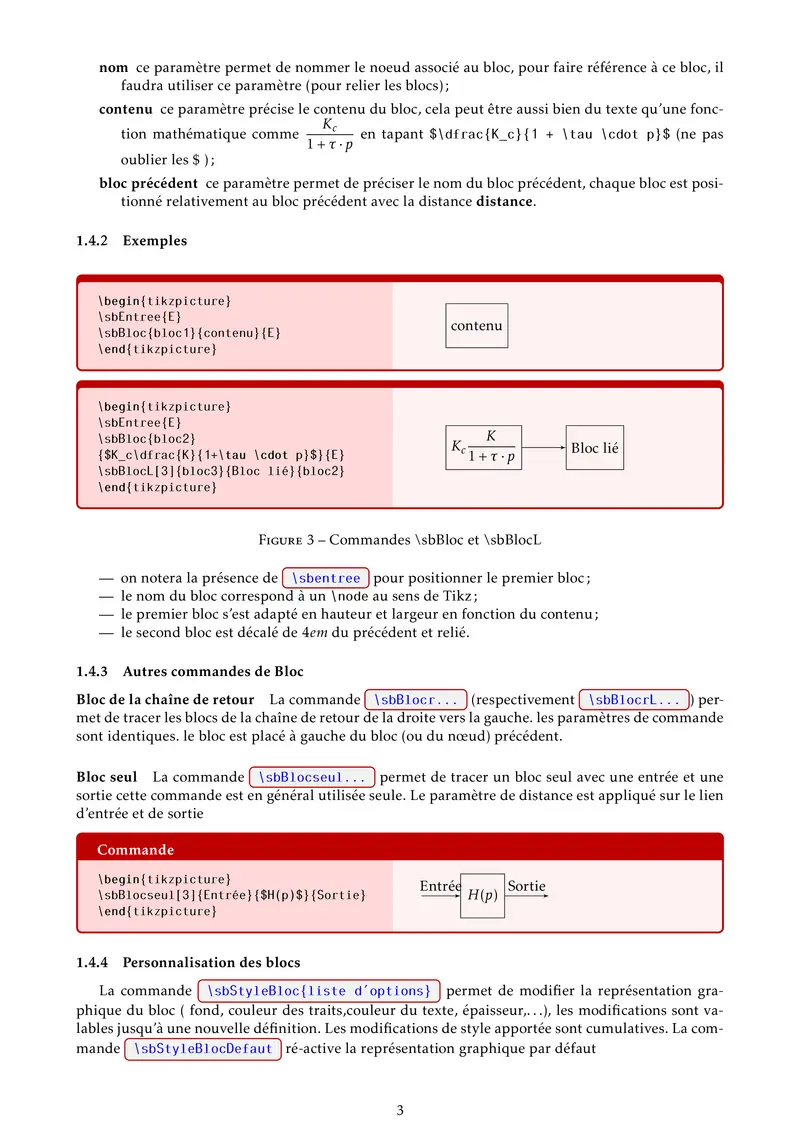 nom ce paramètre permet de nommer le noeud associé au bloc, pour faire référence à ce bloc, il
faudra utiliser ce paramètre (pour relier les blocs) ;
contenu ce paramètre précise le contenu du bloc, cela peut être aussi bien du texte qu'une fonc-
tion mathématique comme K_c / (1 + τ · p) en tapant $\dfrac{K_c}{1 + \tau \cdot p}$ (ne pas
oublier les $ ) ;
bloc précédent ce paramètre permet de préciser le nom du bloc précédent, chaque bloc est posi-
tionné relativement au bloc précédent avec la distance distance.
1.4.2 Exemples
\begin{tikzpicture}
\sbEntree{E}
\sbBloc{bloc1}{contenu}{E}
\end{tikzpicture}
contenu
\begin{tikzpicture}
\sbEntree{E}
\sbBloc{bloc2}
{$K_c\dfrac{K}{1+\tau \cdot p}$}{E}
\sbBlocL[3]{bloc3}{Bloc lié}{bloc2}
\end{tikzpicture}
K_c K / (1 + τ · p)
Bloc lié
Figure 3 – Commandes \sbBloc et \sbBlocL
— on notera la présence de \sbentree pour positionner le premier bloc ;
— le nom du bloc correspond à un \node au sens de Tikz ;
— le premier bloc s'est adapté en hauteur et largeur en fonction du contenu ;
— le second bloc est décalé de 4em du précédent et relié.
1.4.3 Autres commandes de Bloc
Bloc de la chaîne de retour La commande \sbBlocr... (respectivement \sbBlocrL... ) per-
met de tracer les blocs de la chaîne de retour de la droite vers la gauche. les paramètres de commande
sont identiques. le bloc est placé à gauche du bloc (ou du nœud) précédent.
Bloc seul La commande \sbBlocseul... permet de tracer un bloc seul avec une entrée et une
sortie cette commande est en général utilisée seule. Le paramètre de distance est appliqué sur le lien
d'entrée et de sortie
Commande
\begin{tikzpicture}
\sbBlocseul[3]{Entrée}{$H(p)$}{Sortie}
\end{tikzpicture}
Entrée H(p) Sortie
1.4.4 Personnalisation des blocs
La commande \sbStyleBloc{liste d'options} permet de modifier la représentation gra-
phique du bloc ( fond, couleur des traits,couleur du texte, épaisseur,...), les modifications sont va-
lables jusqu'à une nouvelle définition. Les modifications de style apportée sont cumulatives. La com-
mande \sbStyleBlocDefaut ré-active la représentation graphique par défaut
3